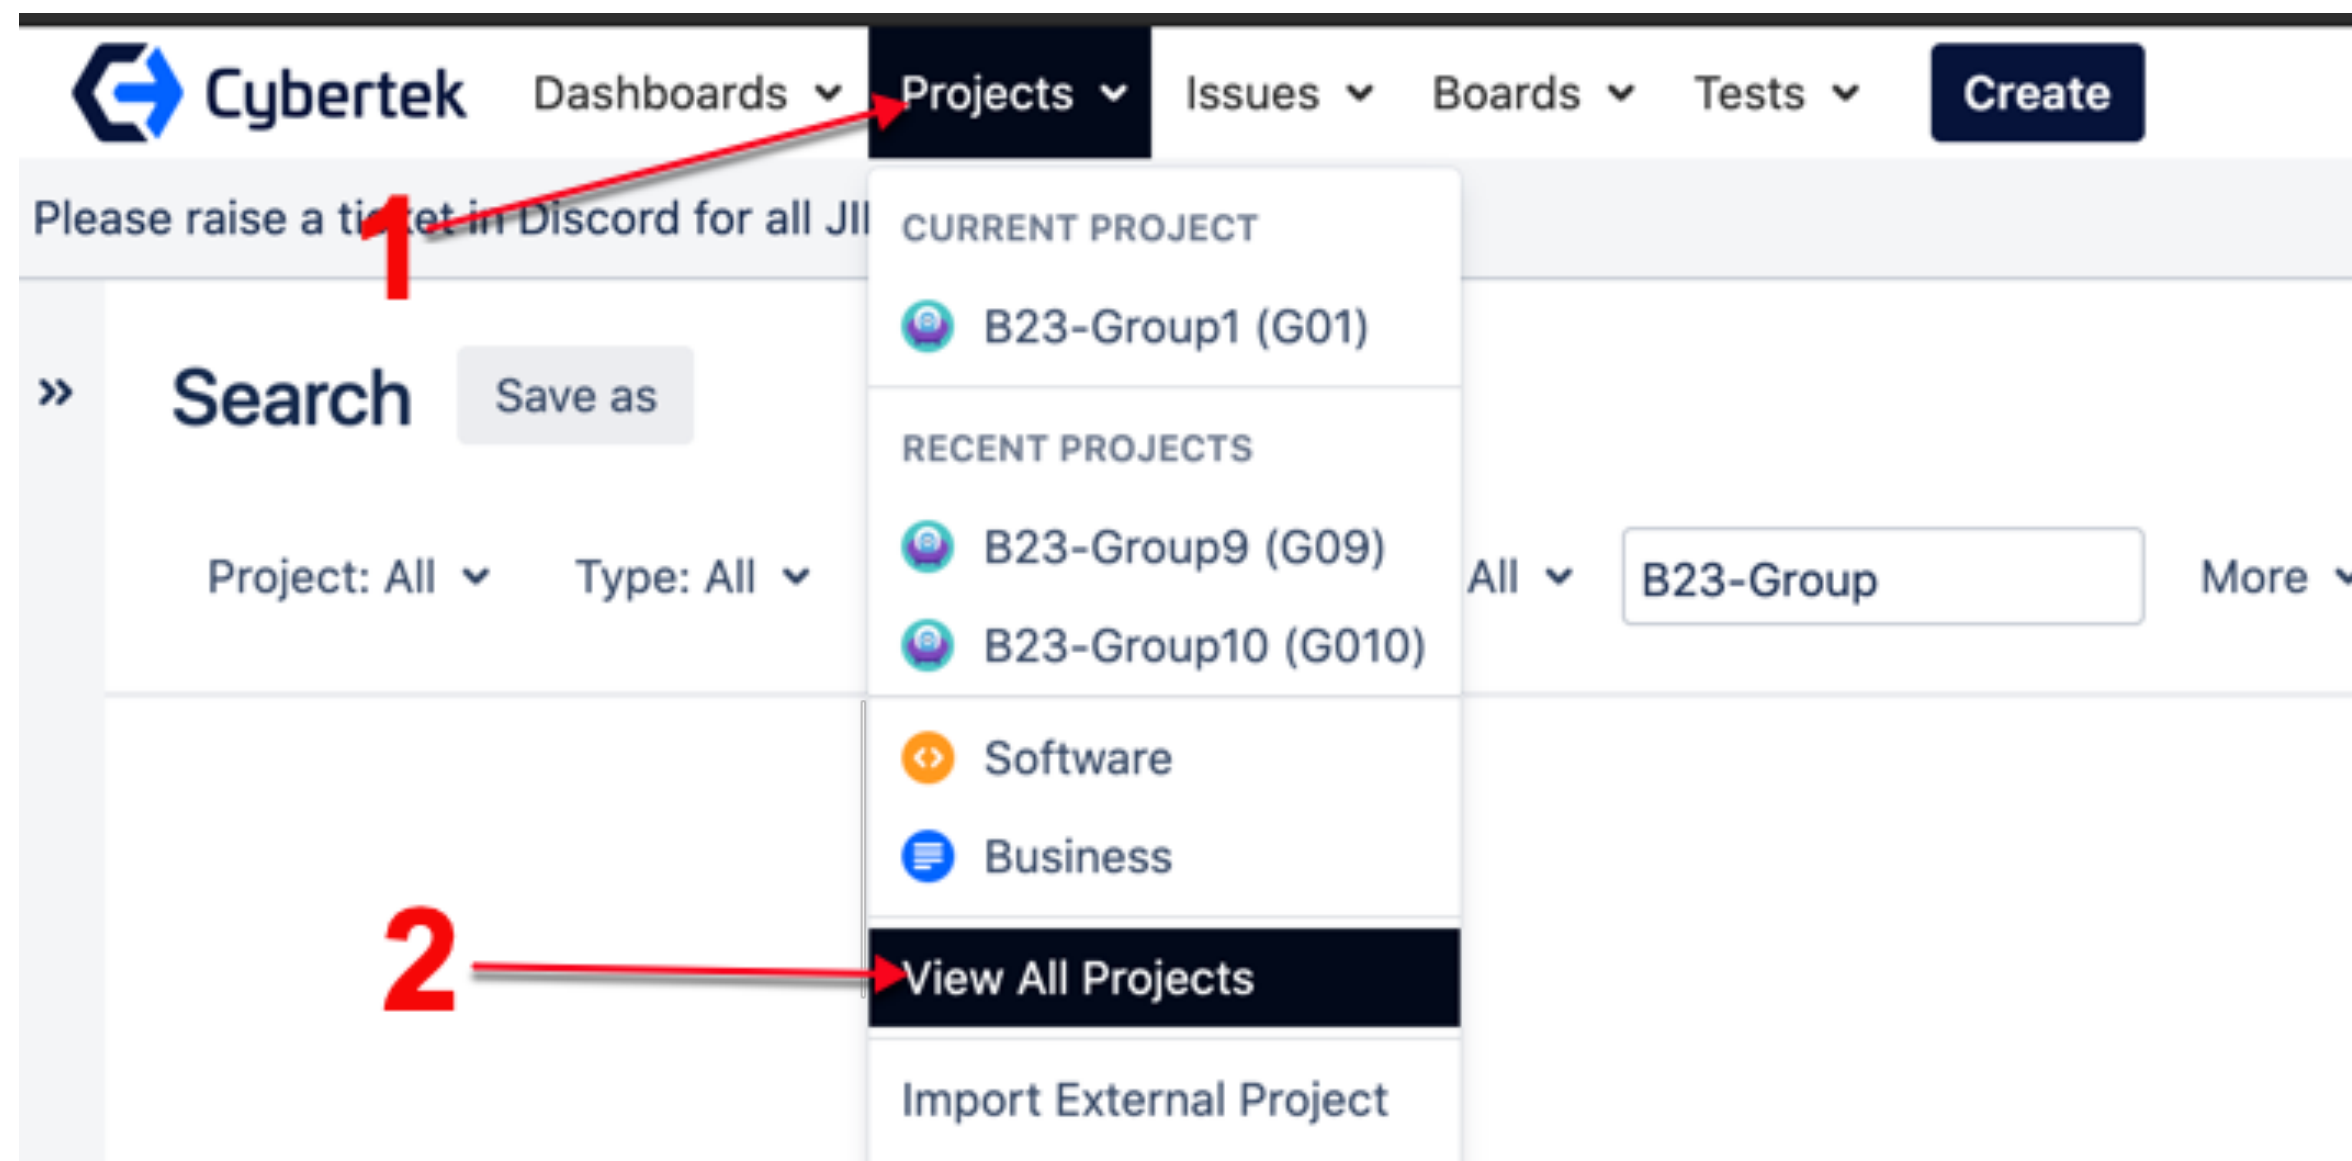 Cybertek Dashboards Projects Issues Boards Tests Create
1
Please raise a ticket in Discord for all
CURRENT PROJECT
B23-Group1 (G01)
Search Save as
RECENT PROJECTS
B23-Group9 (G09)
Project: All Type: All All B23-Group More
B23-Group10 (G010)
Software
Business
2
View All Projects
Import External Project